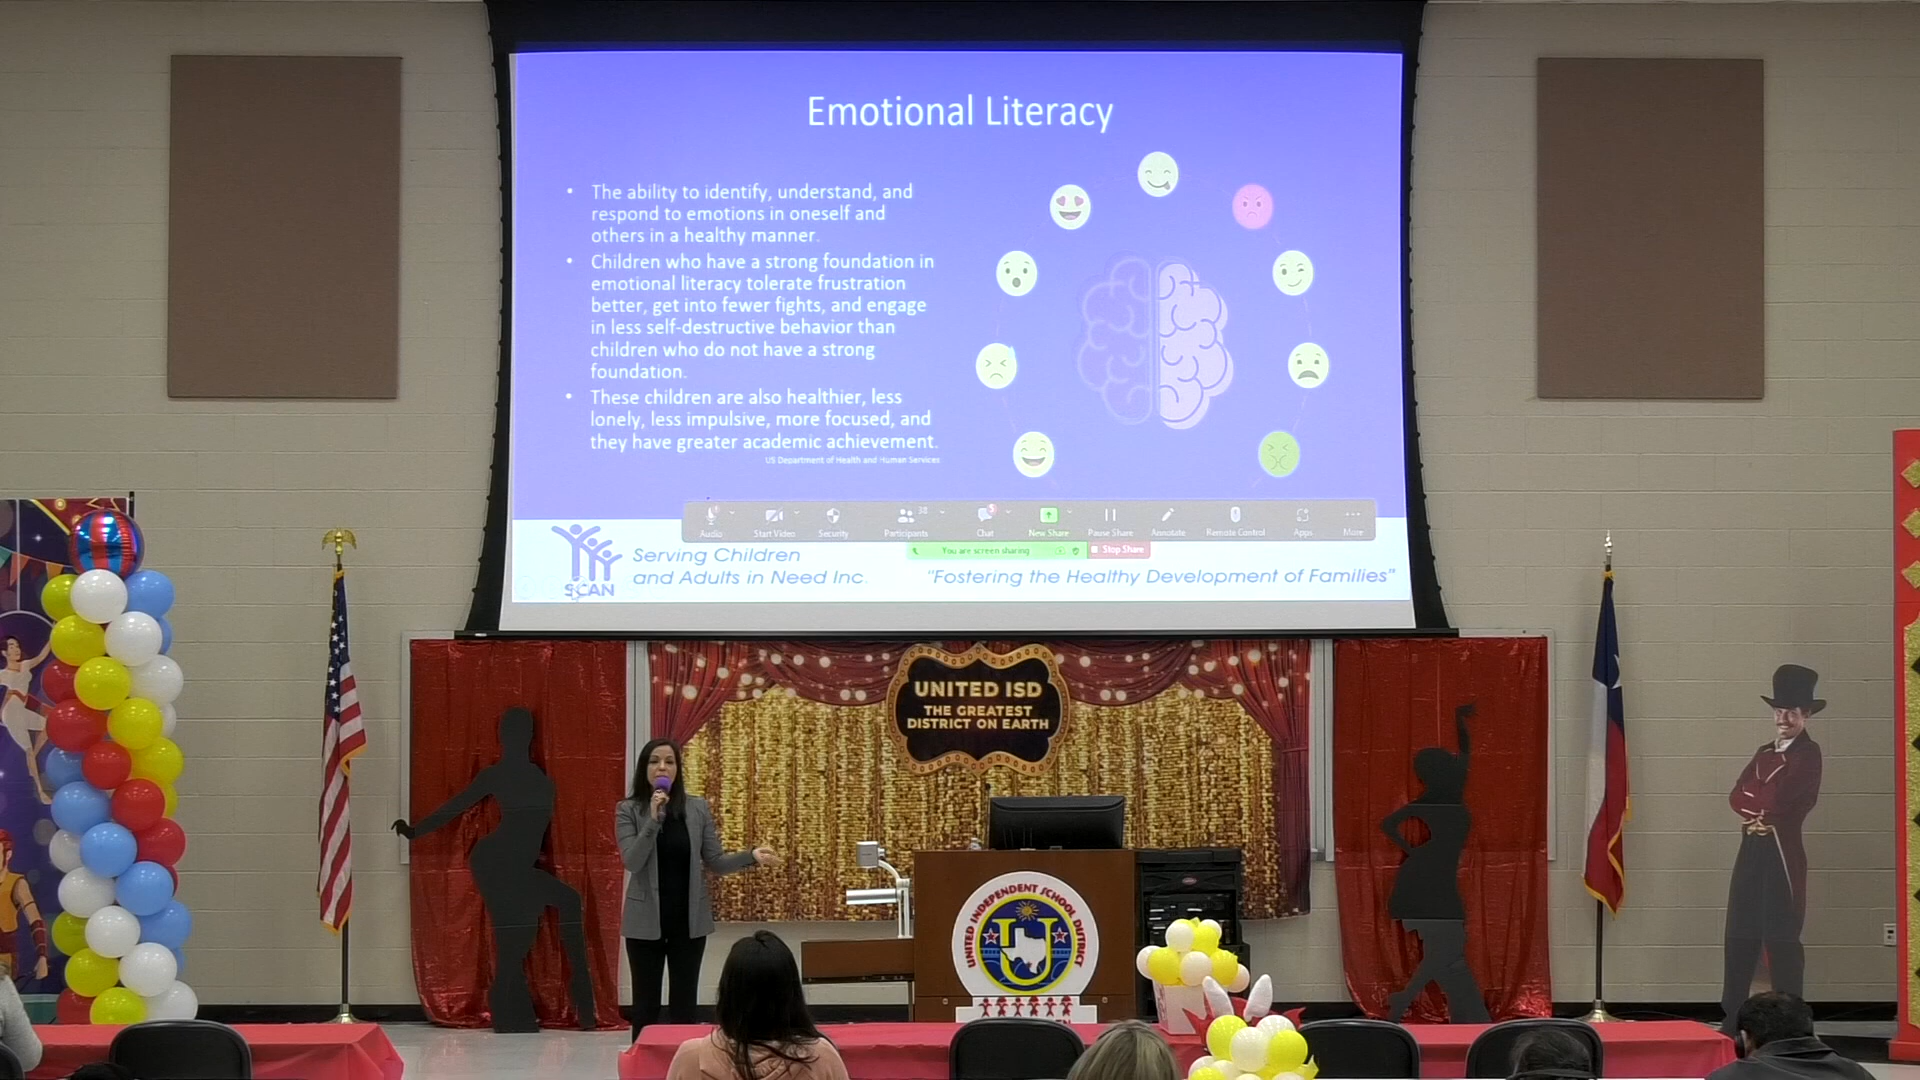 Emotional Literacy
• The ability to identify, understand, and
respond to emotions in oneself and
others in a healthy manner.
• Children who have a strong foundation in
emotional literacy tolerate frustration
better, get into fewer fights, and engage
in less self-destructive behavior than
children who do not have a strong
foundation.
• These children are also healthier, less
lonely, less impulsive, more focused, and
they have greater academic achievement.
US Department of Health and Human Services
38
5
Audio
Start Video
Security
Participants
Chat
New Share
Pause Share
Annotate
Remote Control
Apps
More
You are screen sharing
Stop Share
SCAN
Serving Children
and Adults in Need Inc.
"Fostering the Healthy Development of Families"
UNITED ISD
THE GREATEST
DISTRICT ON EARTH
UNITED INDEPENDENT SCHOOL DISTRICT
U